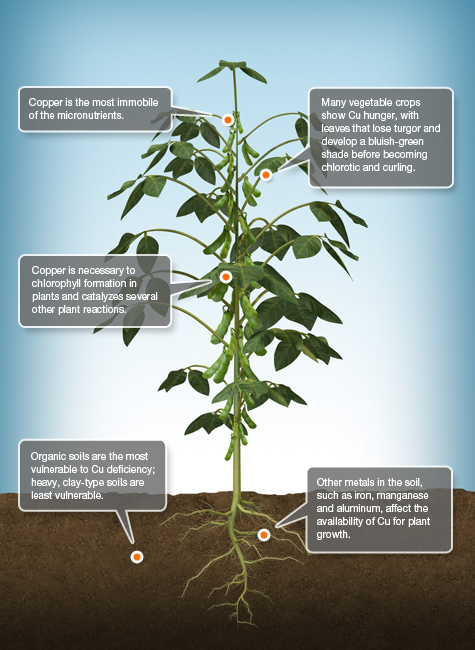 Copper is the most immobile
of the micronutrients.
Many vegetable crops
show Cu hunger, with
leaves that lose turgor and
develop a bluish-green
shade before becoming
chlorotic and curling.
Copper is necessary to
chlorophyll formation in
plants and catalyzes several
other plant reactions.
Organic soils are the most
vulnerable to Cu deficiency;
heavy, clay-type soils are
least vulnerable.
Other metals in the soil,
such as iron, manganese
and aluminum, affect the
availability of Cu for plant
growth.